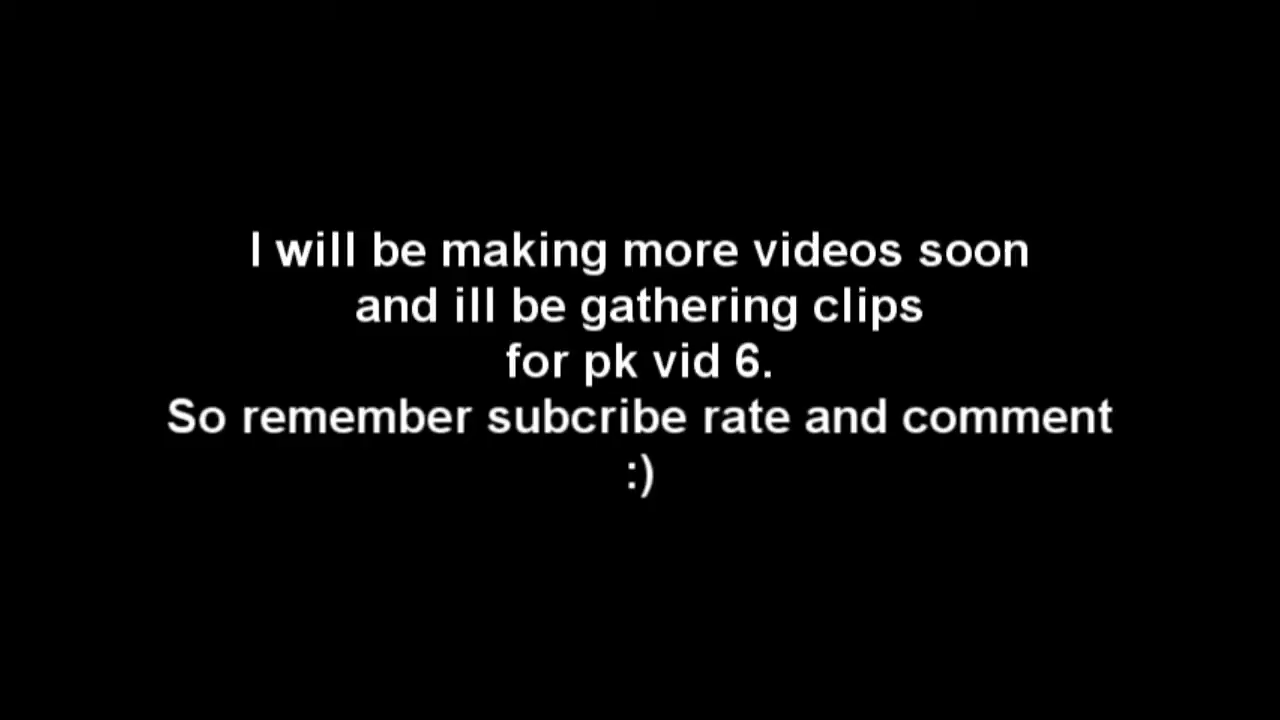 I will be making more videos soon
and ill be gathering clips
for pk vid 6.
So remember subcribe rate and comment
:)